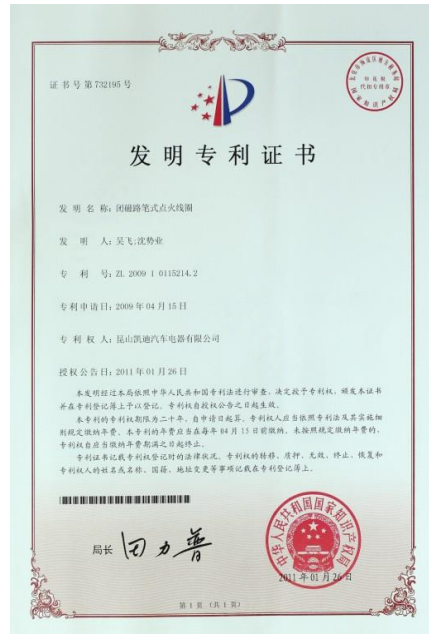 证书号第732195号
发明专利证书
发 明 名 称：闭磁路笔式点火线圈
发 明 人：吴飞;沈势业
专 利 号：ZL 2009 1 0115214.2
专利申请日：2009年04月15日
专 利 权 人：昆山凯迪汽车电器有限公司
授权公告日：2011年01月26日
本发明经过本局依照中华人民共和国专利法进行审查，决定授予专利权，颁发本证书
并在专利登记簿上予以登记。专利权自授权公告之日起生效。
本专利的专利权期限为二十年，自申请日起算。专利权人应当依照专利法及其实施细
则规定缴纳年费。本专利的年费应当在每年04月15日前缴纳。未按照规定缴纳年费的，
专利权自应当缴纳年费期满之日起终止。
专利证书记载专利权登记时的法律状况。专利权的转移、质押、无效、终止、恢复和
专利权人的姓名或名称、国籍、地址变更等事项记载在专利登记簿上。
局长 田力普
中华人民共和国国家知识产权局
2011年01月26日
第1页（共1页）